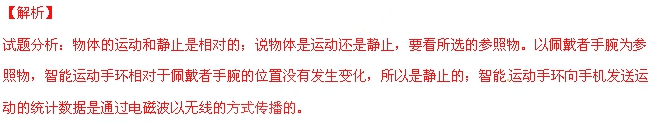 【解析】
试题分析：物体的运动和静止是相对的；说物体是运动还是静止，要看所选的参照物。以佩戴者手腕为参
照物，智能运动手环相对于佩戴者手腕的位置没有发生变化，所以是静止的；智能运动手环向手机发送运
动的统计数据是通过电磁波以无线的方式传播的。